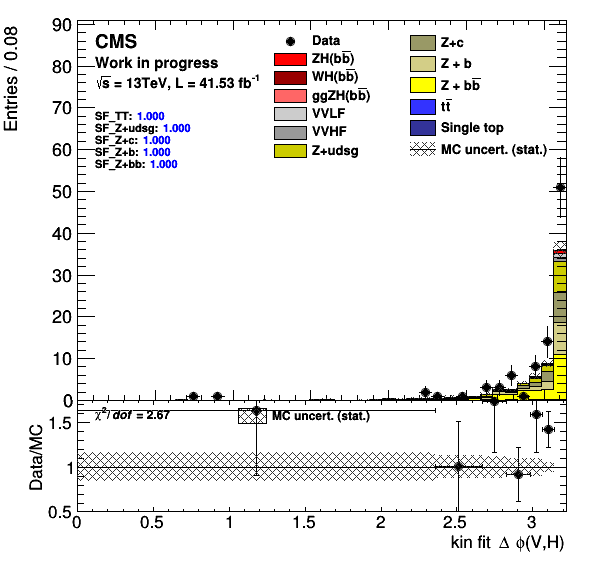 Entries / 0.08
90
80
70
60
50
40
30
20
10
0
CMS
Work in progress
√s = 13TeV, L = 41.53 fb⁻¹
SF_TT: 1.000
SF_Z+udsg: 1.000
SF_Z+c: 1.000
SF_Z+b: 1.000
SF_Z+bb: 1.000
Data
ZH(bb̅)
WH(bb̅)
ggZH(bb̅)
VVLF
VVHF
Z+udsg
Z+c
Z + b
Z + bb̅
tt̅
Single top
MC uncert. (stat.)
Data/MC
1.5
1
0.5
χ²/dof = 2.67
MC uncert. (stat.)
0 0.5 1 1.5 2 2.5 3
kin fit Δ φ(V,H)